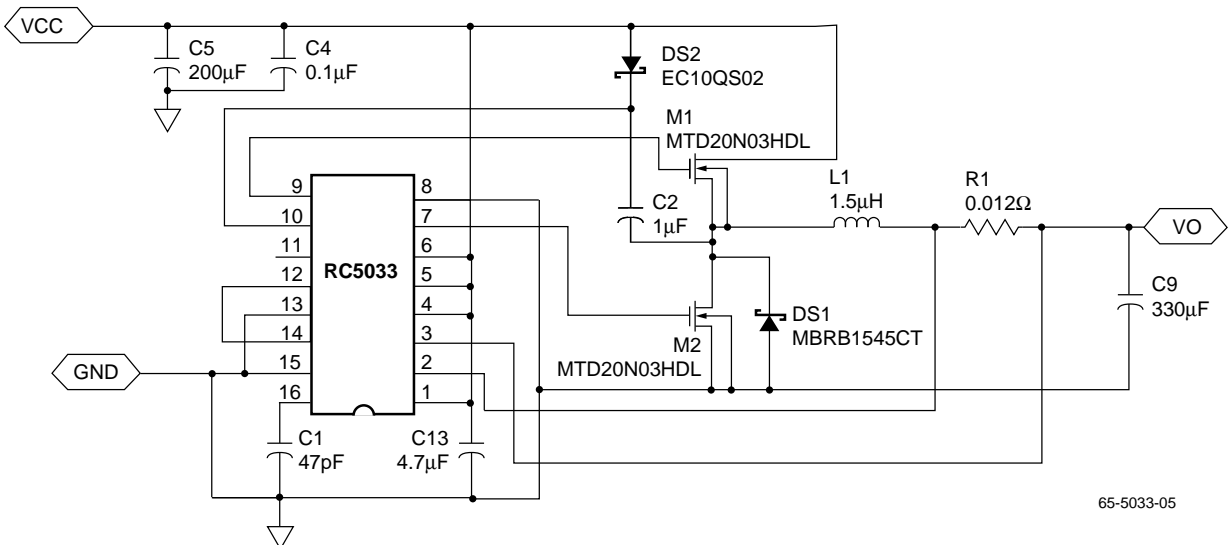 VCC
C5
200μF
C4
0.1μF
DS2
EC10QS02
M1
MTD20N03HDL
L1
1.5μH
R1
0.012Ω
VO
C2
1μF
9
10
11
12
13
14
15
16
RC5033
8
7
6
5
4
3
2
1
DS1
MBRB1545CT
M2
MTD20N03HDL
C9
330μF
GND
C1
47pF
C13
4.7μF
65-5033-05